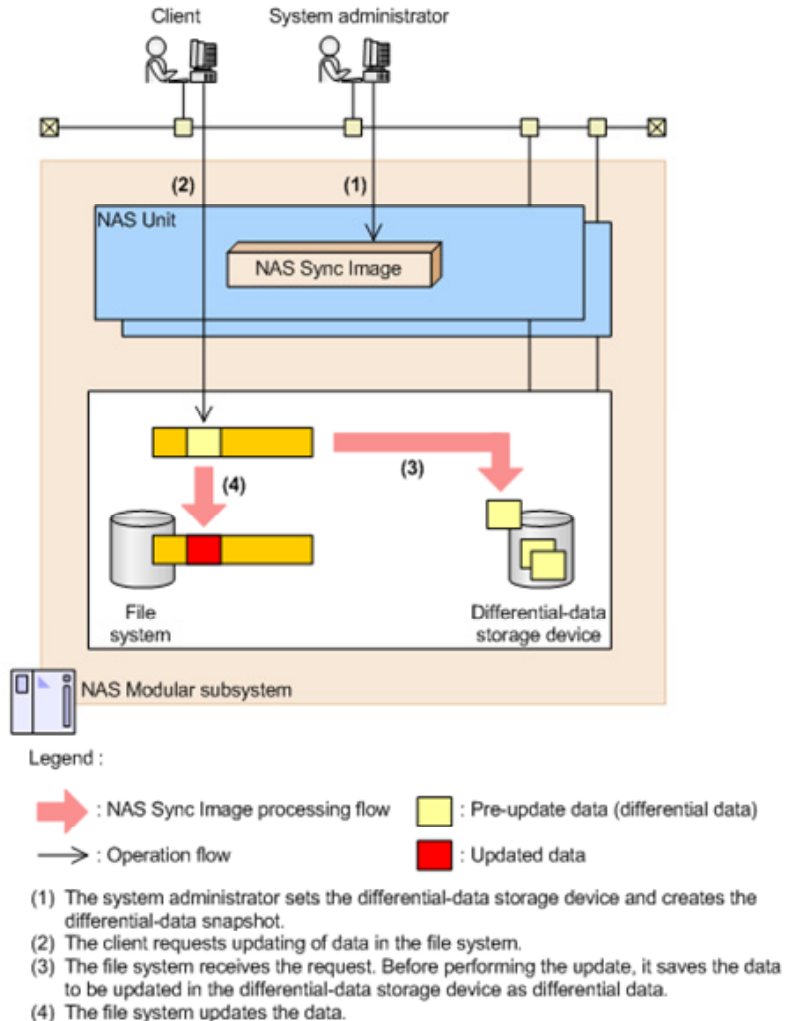 Client
System administrator
(2)
(1)
NAS Unit
NAS Sync Image
(3)
(4)
File
system
Differential-data
storage device
NAS Modular subsystem
Legend :
: NAS Sync Image processing flow
: Pre-update data (differential data)
: Operation flow
: Updated data
(1) The system administrator sets the differential-data storage device and creates the
differential-data snapshot.
(2) The client requests updating of data in the file system.
(3) The file system receives the request. Before performing the update, it saves the data
to be updated in the differential-data storage device as differential data.
(4) The file system updates the data.